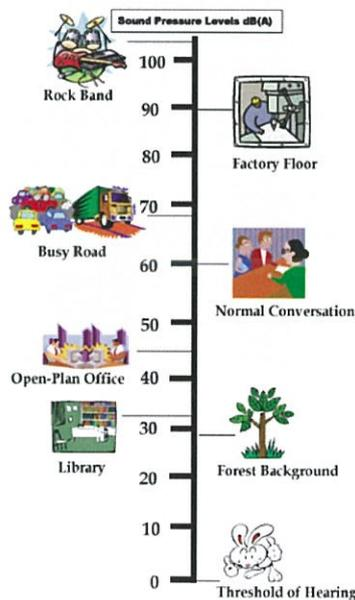 Sound Pressure Levels dB(A)
100
Rock Band
90
Factory Floor
80
70
Busy Road
60
Normal Conversation
50
Open-Plan Office
40
30
Library
Forest Background
20
10
0
Threshold of Hearing